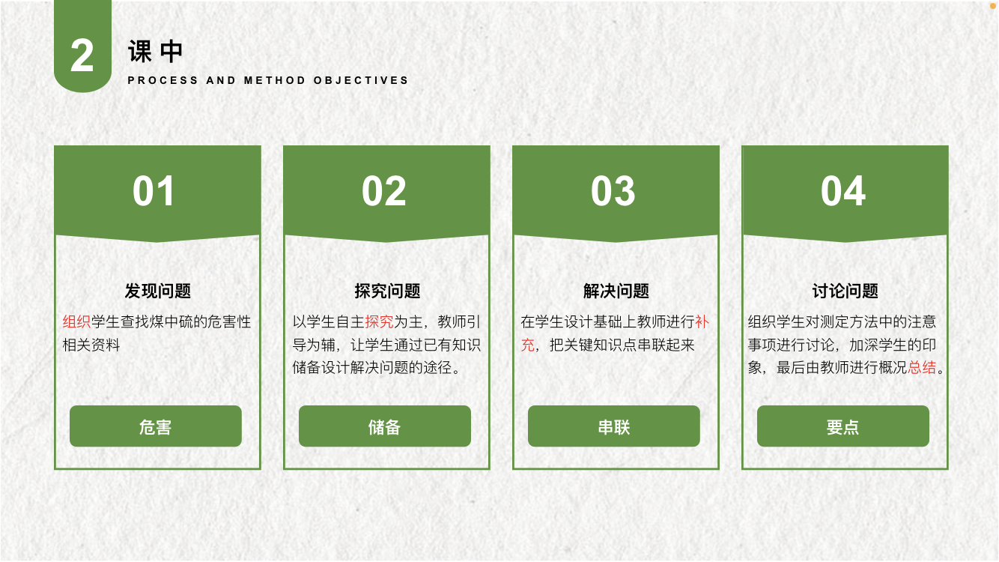 2
课中
PROCESS AND METHOD OBJECTIVES
01
发现问题
组织学生查找煤中硫的危害性
相关资料
危害
02
探究问题
以学生自主探究为主，教师引
导为辅，让学生通过已有知识
储备设计解决问题的途径。
储备
03
解决问题
在学生设计基础上教师进行补
充，把关键知识点串联起来
串联
04
讨论问题
组织学生对测定方法中的注意
事项进行讨论，加深学生的印
象，最后由教师进行概况总结。
要点